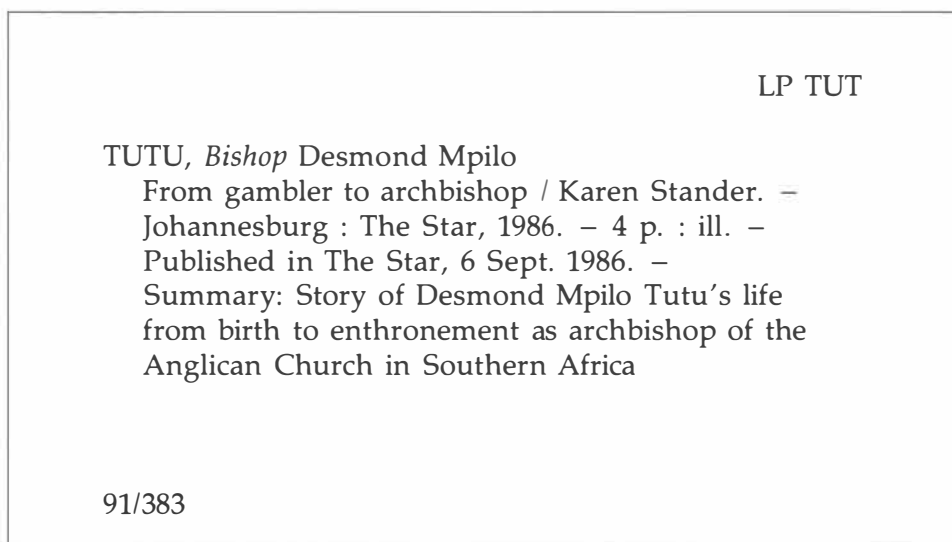 LP TUT
TUTU, Bishop Desmond Mpilo
From gambler to archbishop / Karen Stander. –
Johannesburg : The Star, 1986. – 4 p. : ill. –
Published in The Star, 6 Sept. 1986. –
Summary: Story of Desmond Mpilo Tutu's life
from birth to enthronement as archbishop of the
Anglican Church in Southern Africa
91/383